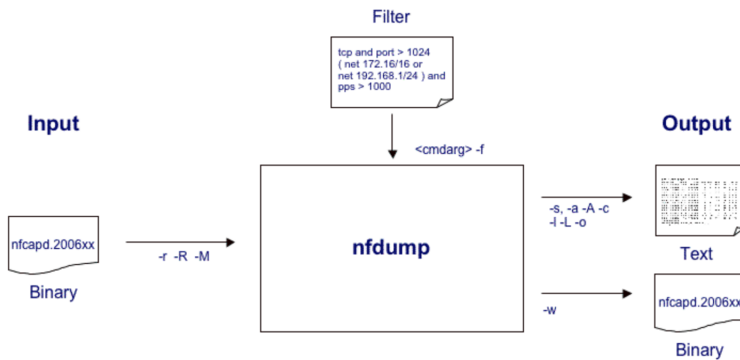 Filter
tcp and port > 1024
( net 172.16/16 or
net 192.168.1/24 ) and
pps > 1000
Input
Output
<cmdarg> -f
nfcapd.2006xx
-r -R -M
Binary
nfdump
-s, -a -A -c
-l -L -o
Text
-w
nfcapd.2006xx
Binary